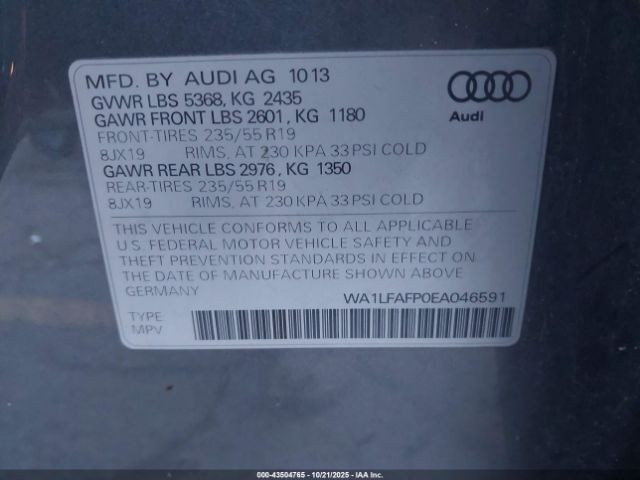 MFD. BY AUDI AG 1013
GVWR LBS 5368, KG 2435
GAWR FRONT LBS 2601, KG 1180
FRONT-TIRES 235/55 R19
8JX19 RIMS, AT 230 KPA 33 PSI COLD
GAWR REAR LBS 2976, KG 1350
REAR-TIRES 235/55 R19
8JX19 RIMS, AT 230 KPA 33 PSI COLD
Audi
THIS VEHICLE CONFORMS TO ALL APPLICABLE
U.S. FEDERAL MOTOR VEHICLE SAFETY AND
THEFT PREVENTION STANDARDS IN EFFECT ON
THE DATE OF MANUFACTURE SHOWN ABOVE
GERMANY
WA1LFAFP0EA046591
TYPE:
MPV
000-43504765 - 10/21/2025 - IAA Inc.